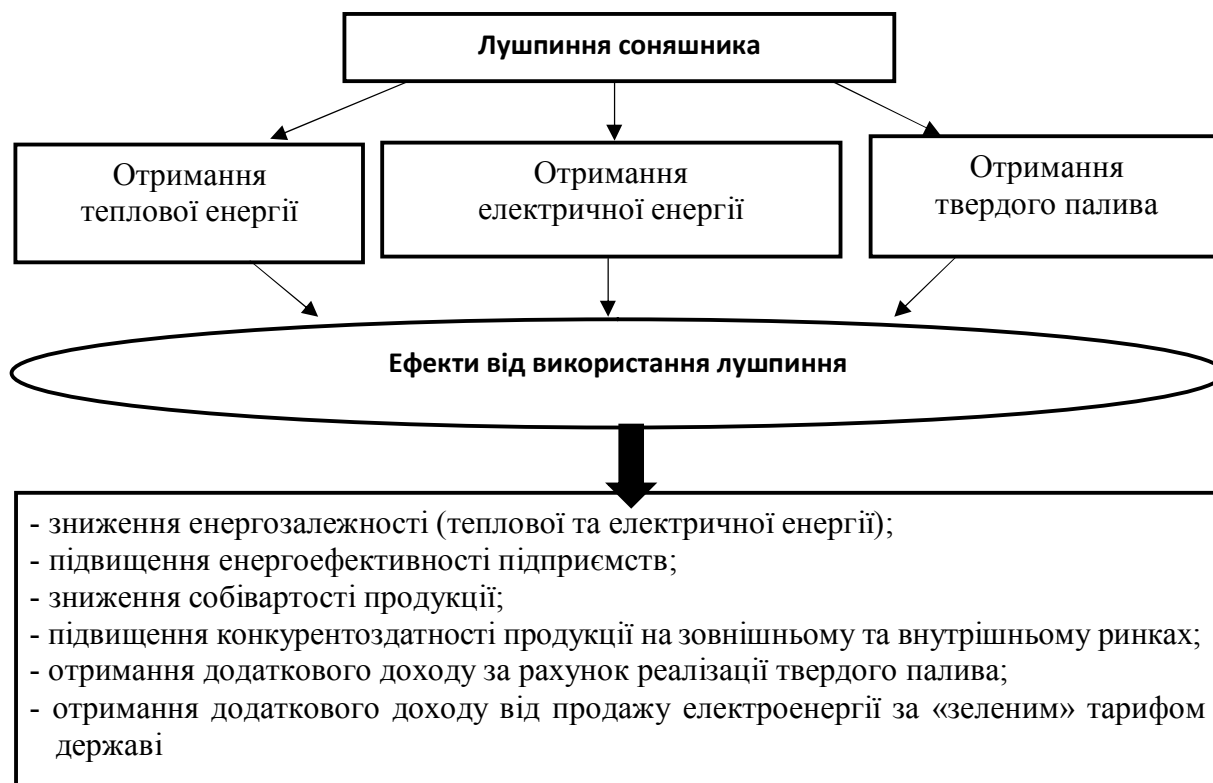 Лушпиння соняшника
Отримання
теплової енергії
Отримання
електричної енергії
Отримання
твердого палива
Ефекти від використання лушпиння
- зниження енергозалежності (теплової та електричної енергії);
- підвищення енергоефективності підприємств;
- зниження собівартості продукції;
- підвищення конкурентоздатності продукції на зовнішньому та внутрішньому ринках;
- отримання додаткового доходу за рахунок реалізації твердого палива;
- отримання додаткового доходу від продажу електроенергії за «зеленим» тарифом
державі